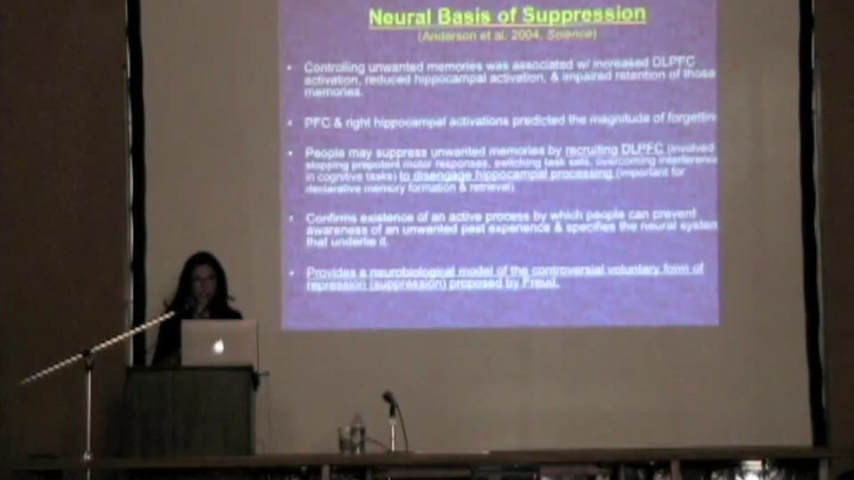 Neural Basis of Suppression
(Anderson et al. 2004, Science)
• Controlling unwanted memories was associated w/ increased DLPFC
activation, reduced hippocampal activation, & impaired retention of those
memories.
• PFC & right hippocampal activations predicted the magnitude of forgettin
• People may suppress unwanted memories by recruiting DLPFC (involved
stopping prepotent motor responses, switching task sets, overcoming interference
in cognitive tasks) to disengage hippocampal processing (important for
declarative memory formation & retrieval)
• Confirms existence of an active process by which people can prevent
awareness of an unwanted past experience & specifies the neural system
that underlie it.
• Provides a neurobiological model of the controversial voluntary form of
repression (suppression) proposed by Freud.